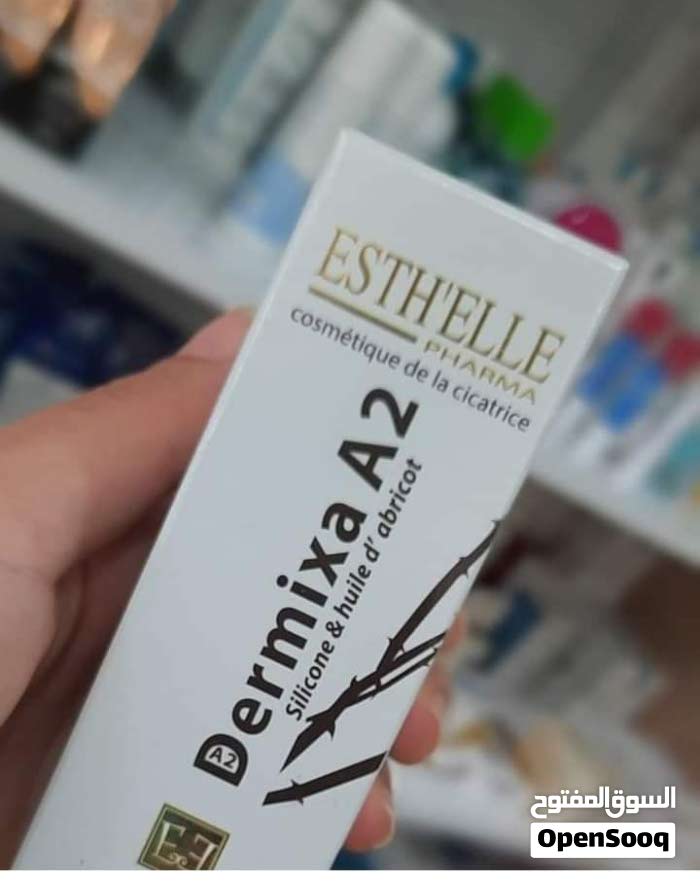 ESTH'ELLE
PHARMA
cosmétique de la cicatrice
Dermixa A2
Silicone & huile d' abricot
A2
السوق المفتوح
OpenSooq